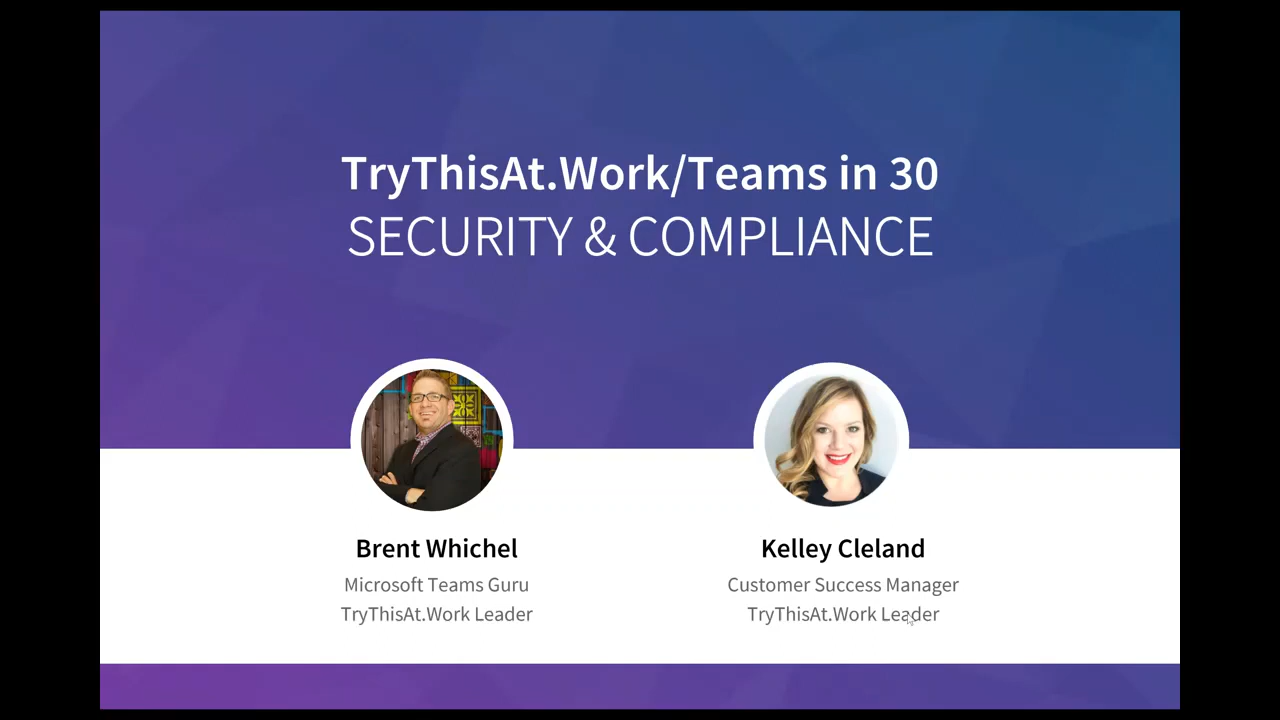 TryThisAt.Work/Teams in 30
SECURITY & COMPLIANCE
Brent Whichel
Microsoft Teams Guru
TryThisAt.Work Leader
Kelley Cleland
Customer Success Manager
TryThisAt.Work Leader